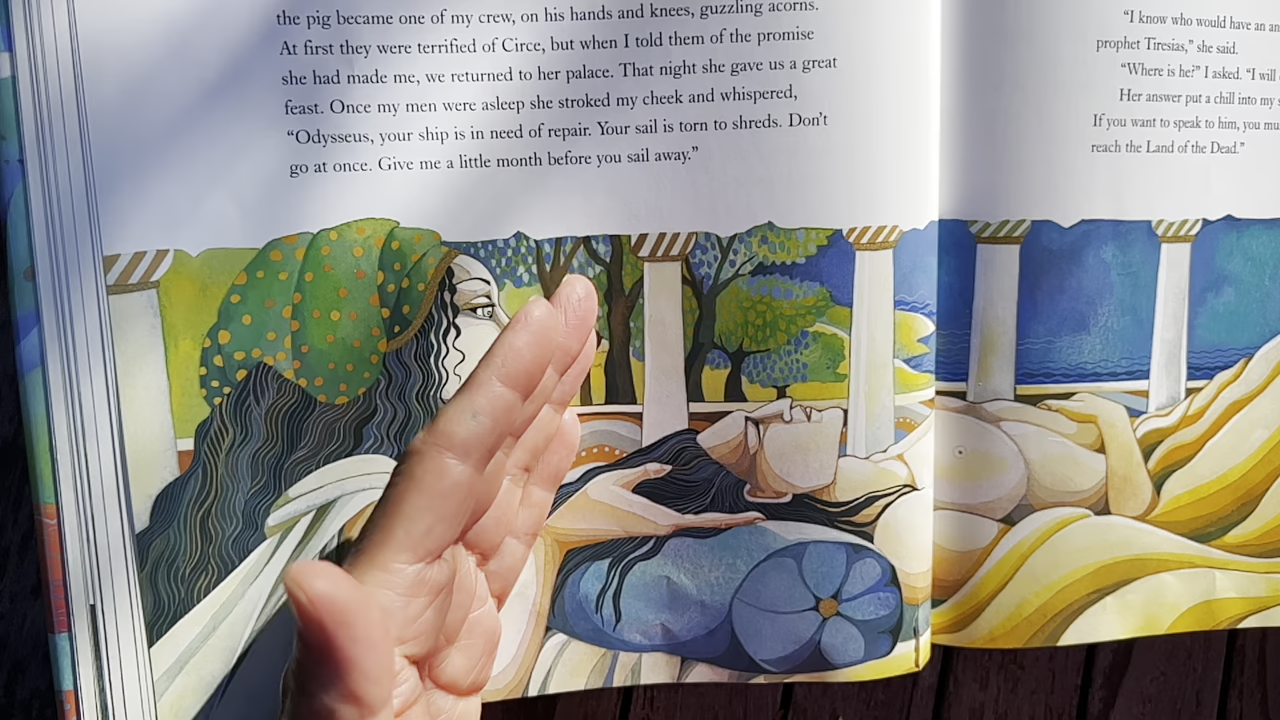 the pig became one of my crew, on his hands and knees, guzzling acorns.
At first they were terrified of Circe, but when I told them of the promise
she had made me, we returned to her palace. That night she gave us a great
feast. Once my men were asleep she stroked my cheek and whispered,
“Odysseus, your ship is in need of repair. Your sail is torn to shreds. Don’t
go at once. Give me a little month before you sail away.”
“I know who would have an
prophet Tiresias,” she said.
“Where is he?” I asked. “I will
Her answer put a chill into my
If you want to speak to him, you
reach the Land of the Dead.”